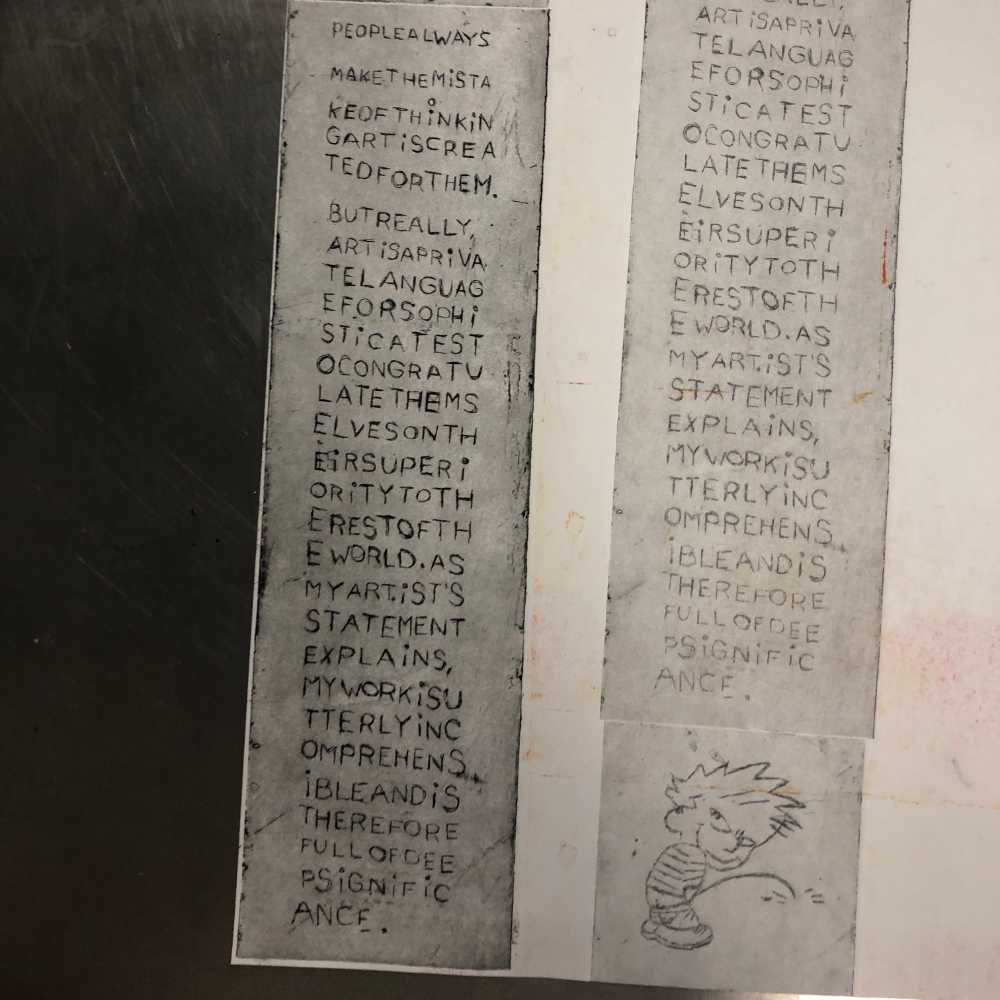 PEOPLEALWAYS
MAKETHEMiSTA
KEOFTHiNKiN
GARTiSCREA
TEDFORTHEM.
BUTREALLY,
ARTiSAPRiVA
TELANGUAG
EFORSOPHi
STiCATEST
OCONGRATU
LATETHEMS
ELVESONTH
EiRSUPERi
ORiTYTOTH
ERESTOFTH
EWORLD.AS
MYARTiST'S
STATEMENT
EXPLAiNS,
MYWORKiSU
TTERLYiNC
OMPREHENS
iBLEANDiS
THEREFORE
FULLOFDEE
PSiGNiFiC
ANCE.
ARTiSAPRiVA
TELANGUAG
EFORSOPHi
STiCATEST
OCONGRATU
LATETHEMS
ELVESONTH
EiRSUPERi
ORiTYTOTH
ERESTOFTH
EWORLD.AS
MYARTiST'S
STATEMENT
EXPLAiNS,
MYWORKiSU
TTERLYiNC
OMPREHENS
iBLEANDiS
THEREFORE
FULLOFDEE
PSiGNiFiC
ANCE.